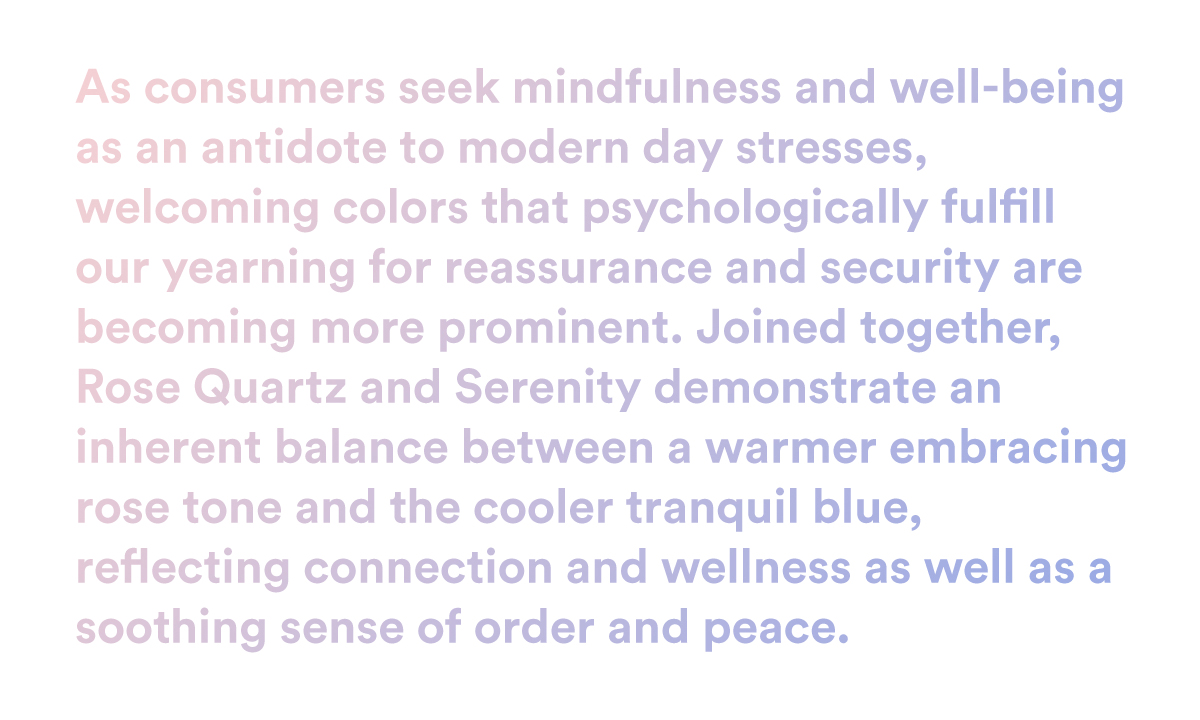 As consumers seek mindfulness and well-being
as an antidote to modern day stresses,
welcoming colors that psychologically fulfill
our yearning for reassurance and security are
becoming more prominent. Joined together,
Rose Quartz and Serenity demonstrate an
inherent balance between a warmer embracing
rose tone and the cooler tranquil blue,
reflecting connection and wellness as well as a
soothing sense of order and peace.